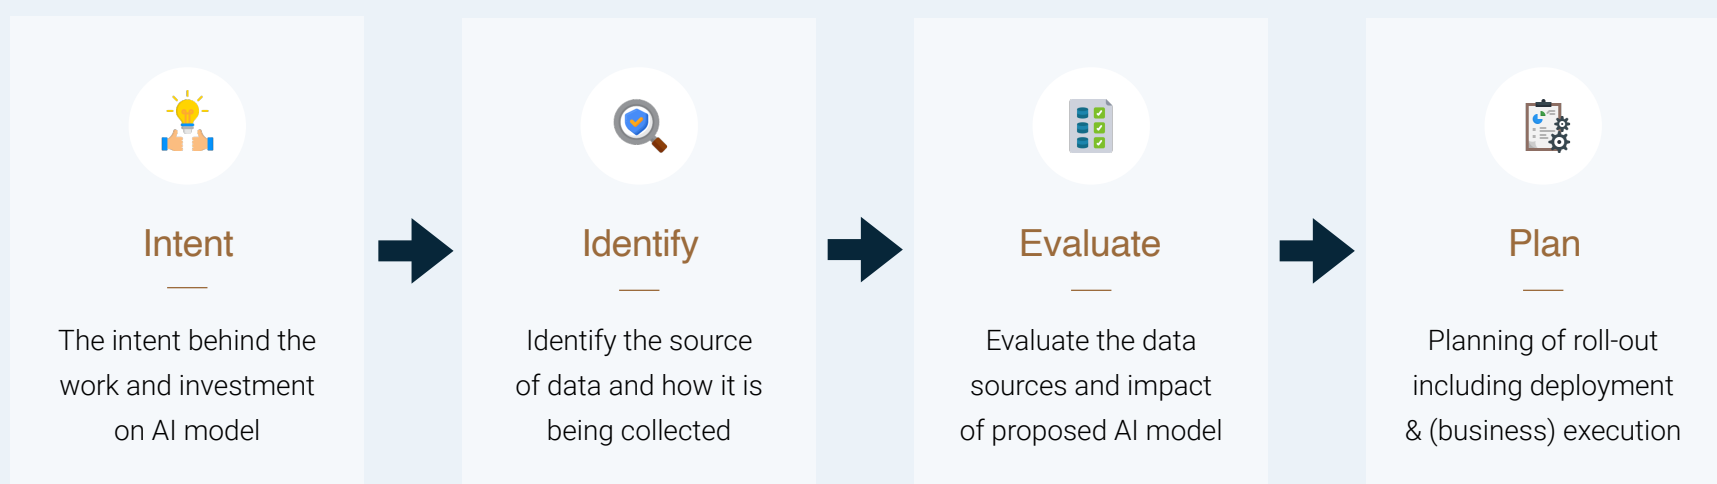 Intent
The intent behind the
work and investment
on AI model
Identify
Identify the source
of data and how it is
being collected
Evaluate
Evaluate the data
sources and impact
of proposed AI model
Plan
Planning of roll-out
including deployment
& (business) execution